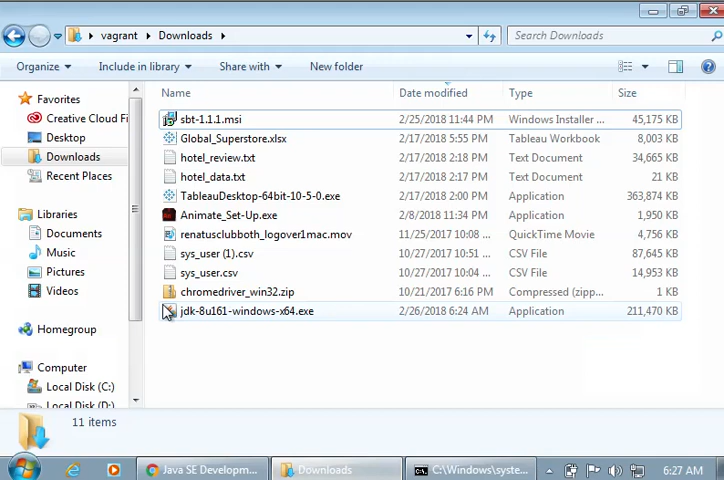 vagrant Downloads
Search Downloads
Organize Include in library Share with New folder
Name Date modified Type Size
Favorites
Creative Cloud Fi
Desktop
Downloads
Recent Places
Libraries
Documents
Music
Pictures
Videos
Homegroup
Computer
Local Disk (C:)
Local Disk (D:)
sbt-1.1.1.msi 2/25/2018 11:44 PM Windows Installer ... 45,175 KB
Global_Superstore.xlsx 2/17/2018 5:55 PM Tableau Workbook 8,003 KB
hotel_review.txt 2/17/2018 2:18 PM Text Document 34,665 KB
hotel_data.txt 2/17/2018 2:18 PM Text Document 21 KB
TableauDesktop-64bit-10-5-0.exe 2/17/2018 2:00 PM Application 363,874 KB
Animate_Set-Up.exe 2/8/2018 11:34 PM Application 1,950 KB
renatusclubboth_logover1mac.mov 11/25/2017 10:08 ... QuickTime Movie 4,756 KB
sys_user (1).csv 10/27/2017 10:51 ... CSV File 87,645 KB
sys_user.csv 10/27/2017 10:04 ... CSV File 14,953 KB
chromedriver_win32.zip 10/21/2017 6:16 PM Compressed (zipp... 1 KB
jdk-8u161-windows-x64.exe 2/26/2018 6:24 AM Application 211,470 KB
11 items
Java SE Developm... Downloads C:\Windows\syste... 6:27 AM